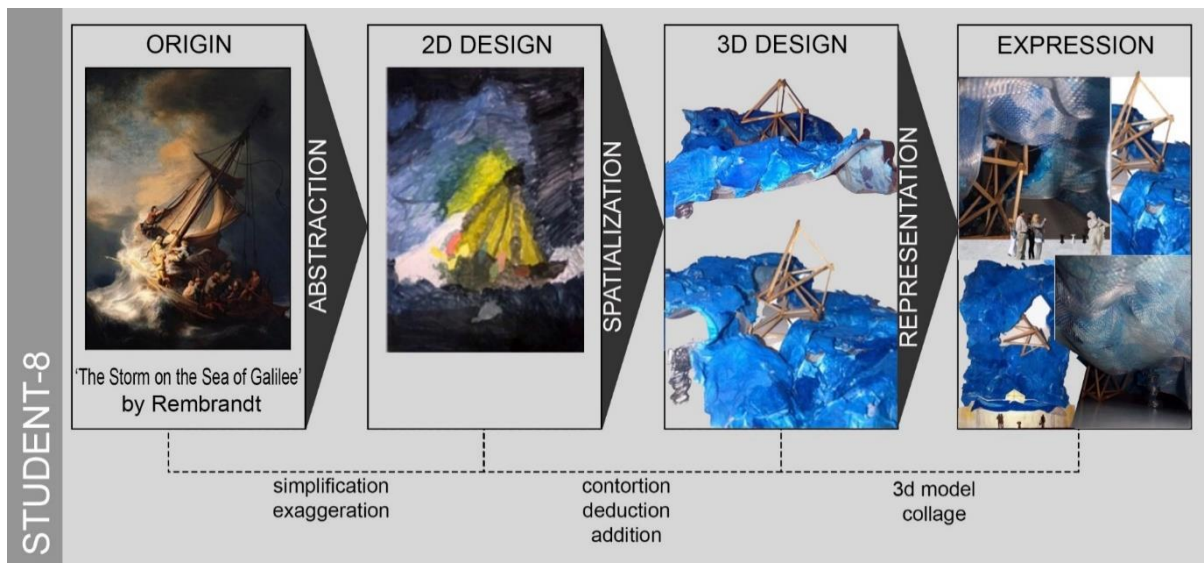 STUDENT-8
ORIGIN
'The Storm on the Sea of Galilee'
by Rembrandt
ABSTRACTION
2D DESIGN
SPATIALIZATION
3D DESIGN
REPRESENTATION
EXPRESSION
simplification
exaggeration
contortion
deduction
addition
3d model
collage